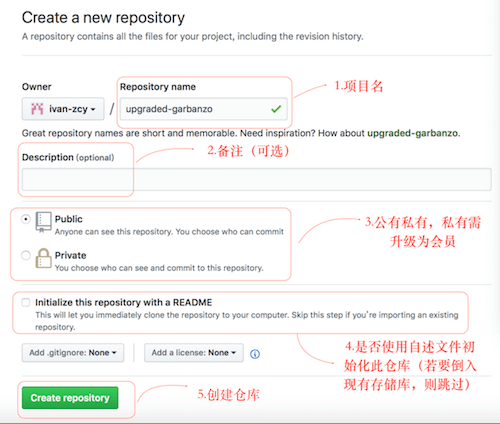 Create a new repository
A repository contains all the files for your project, including the revision history.
Owner
Repository name
ivan-zcy
/
upgraded-garbanzo
1.项目名
Great repository names are short and memorable. Need inspiration? How about upgraded-garbanzo.
2.备注（可选）
Description (optional)
Public
Anyone can see this repository. You choose who can commit
Private
You choose who can see and commit to this repository.
3.公有私有，私有需
升级为会员
Initialize this repository with a README
This will let you immediately clone the repository to your computer. Skip this step if you're importing an existing
repository.
Add .gitignore: None
Add a license: None
4.是否使用自述文件初
始化此仓库（若要倒入
现有存储库，则跳过）
Create repository
5.创建仓库